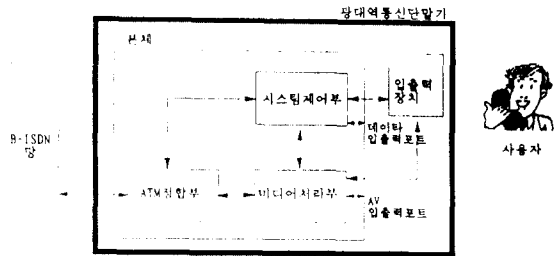 광대역통신단말기
본체
시스팀제어부
입출력
장치
데이타
입출력포트
사용자
B-ISDN
망
ATM정합부
미디어처리부
AV
입출력포트